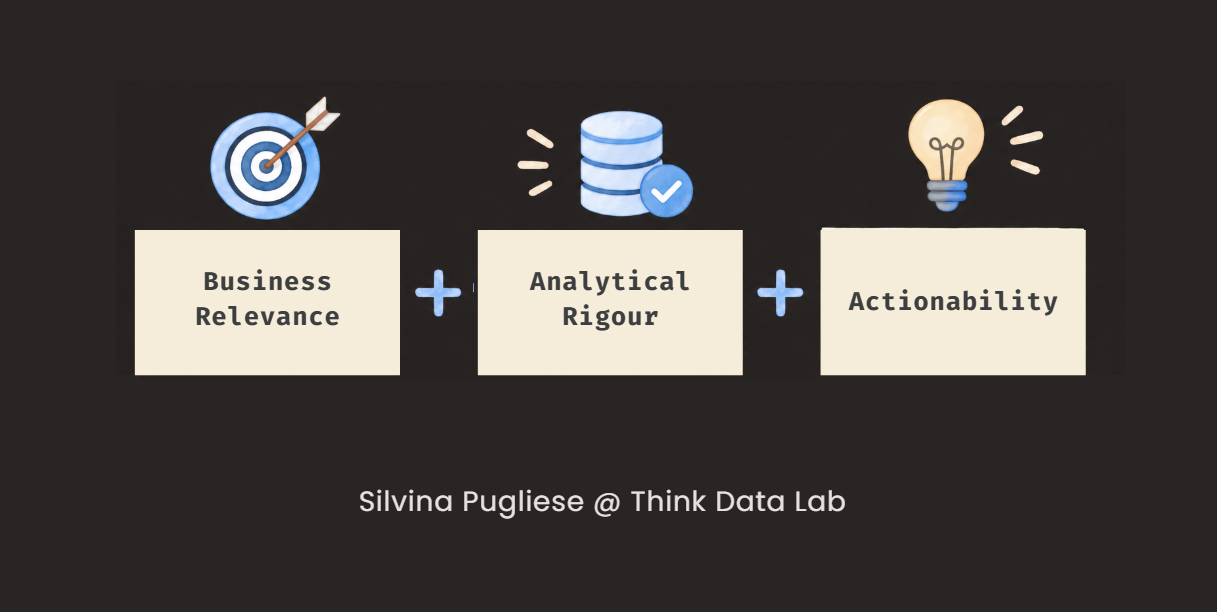 Business
Relevance
Analytical
Rigour
Actionability
Silvina Pugliese @ Think Data Lab